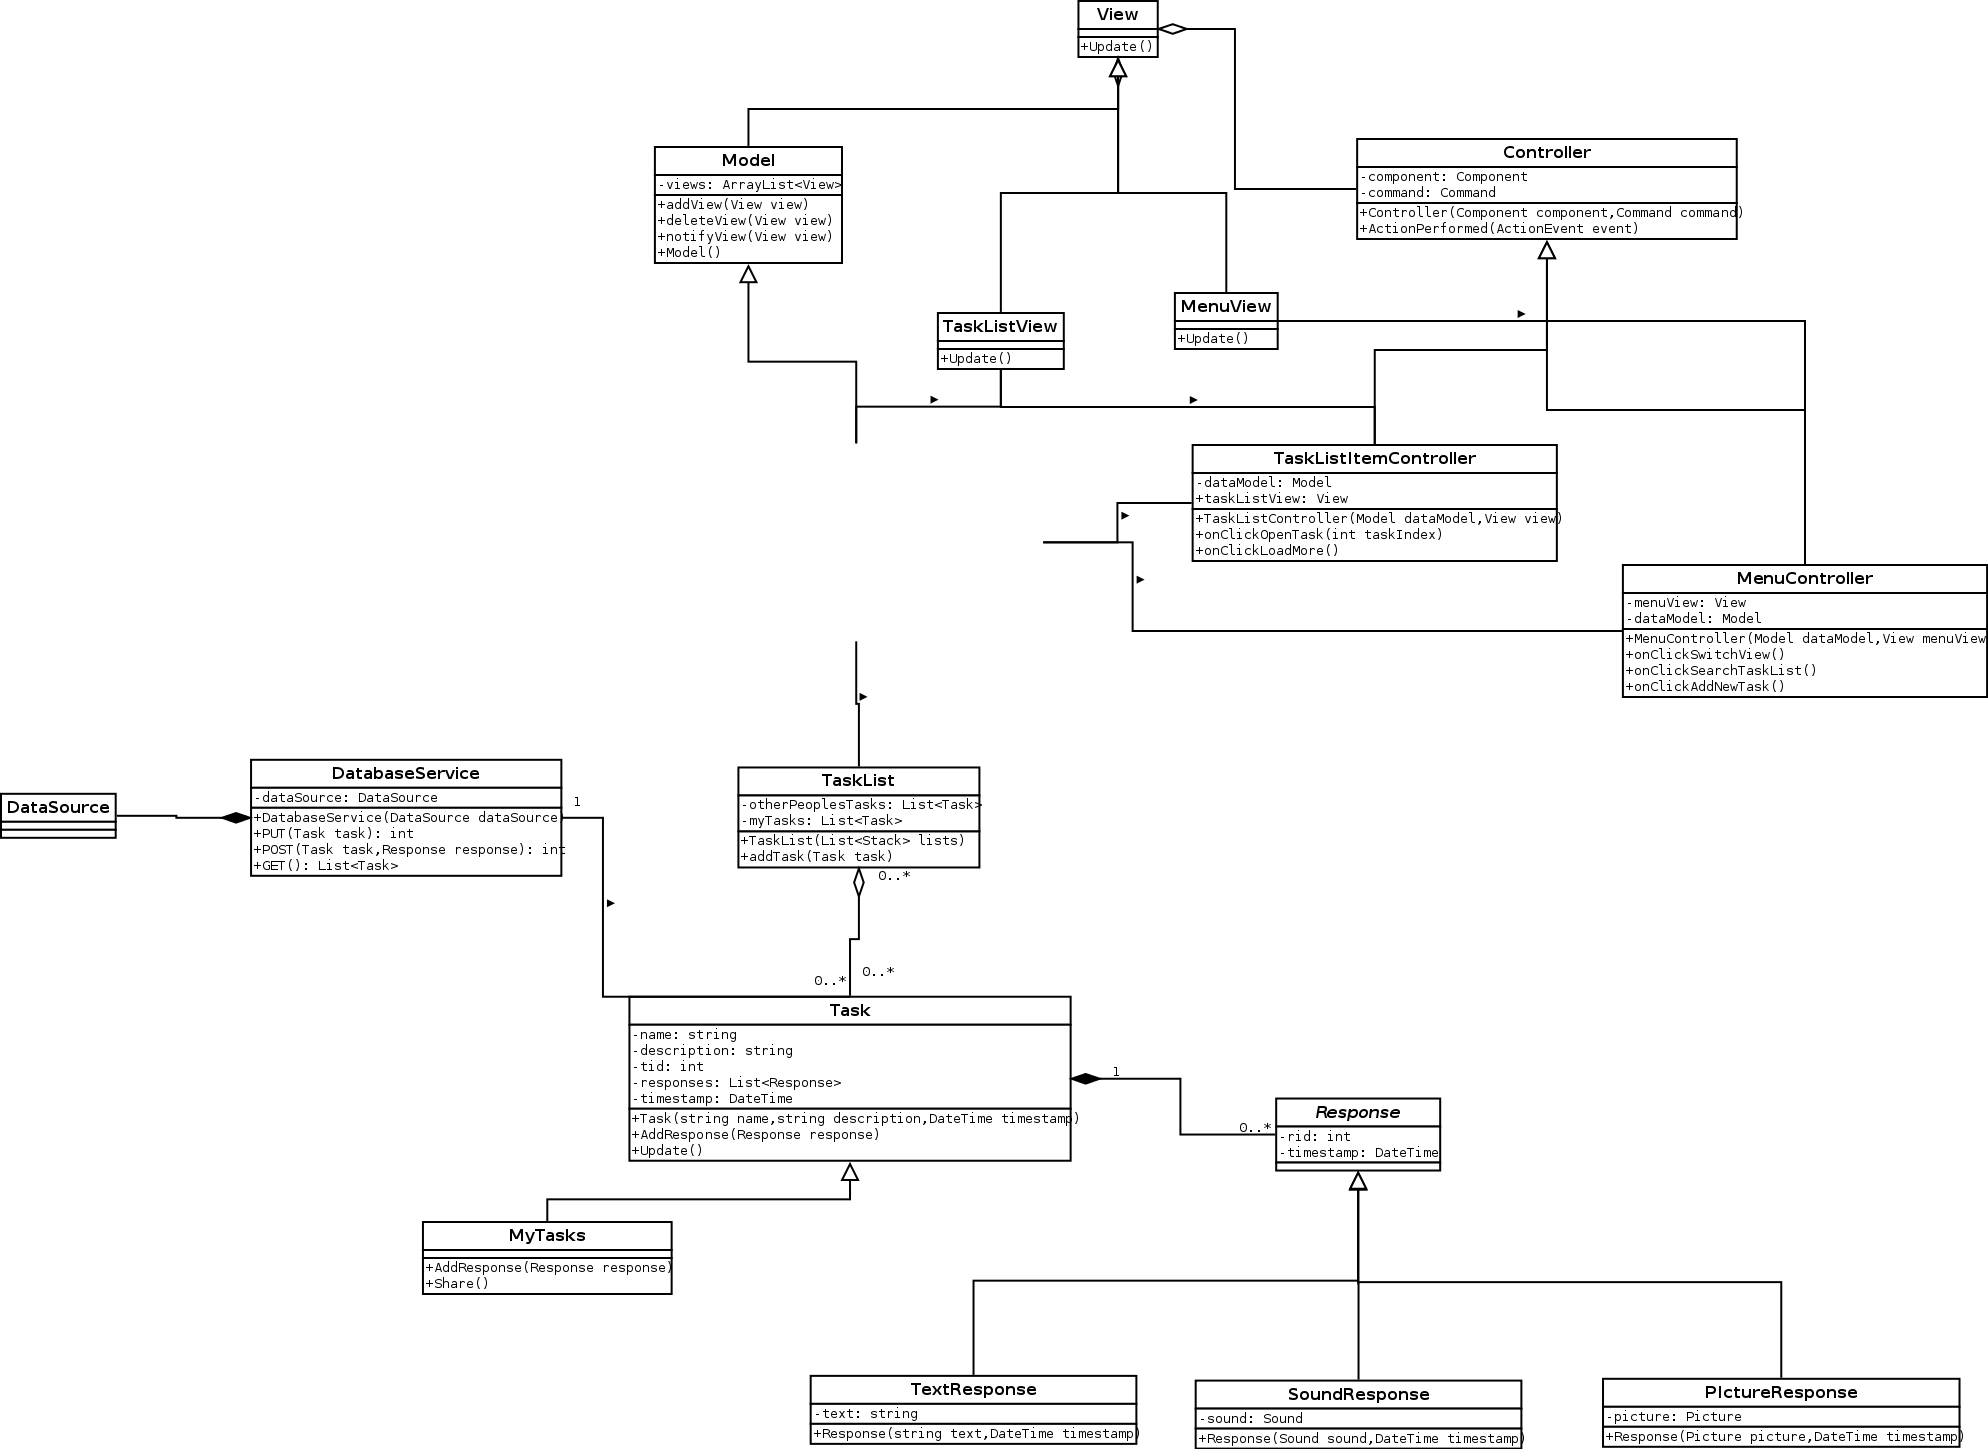 View
+Update()
Model
-views: ArrayList<View>
+addView(View view)
+deleteView(View view)
+notifyView(View view)
+Model()
Controller
-component: Component
-command: Command
+Controller(Component component,Command command)
+ActionPerformed(ActionEvent event)
TaskListView
+Update()
MenuView
+Update()
TaskListItemController
-dataModel: Model
+taskListView: View
+TaskListController(Model dataModel,View view)
+onClickOpenTask(int taskIndex)
+onClickLoadMore()
MenuController
-menuView: View
-dataModel: Model
+MenuController(Model dataModel,View menuView
+onClickSwitchView()
+onClickSearchTaskList()
+onClickAddNewTask()
DataSource
DatabaseService
-dataSource: DataSource
+DatabaseService(DataSource dataSource)
+PUT(Task task): int
+POST(Task task,Response response): int
+GET(): List<Task>
1
TaskList
-otherPeoplesTasks: List<Task>
-myTasks: List<Task>
+TaskList(List<Stack> lists)
+addTask(Task task)
0..*
0..*
0..*
Task
-name: string
-description: string
-tid: int
-responses: List<Response>
-timestamp: DateTime
+Task(string name,string description,DateTime timestamp)
+AddResponse(Response response)
+Update()
1
0..*
Response
-rid: int
-timestamp: DateTime
MyTasks
+AddResponse(Response response)
+Share()
TextResponse
-text: string
+Response(string text,DateTime timestamp)
SoundResponse
-sound: Sound
+Response(Sound sound,DateTime timestamp)
PIctureResponse
-picture: Picture
+Response(Picture picture,DateTime timestamp)